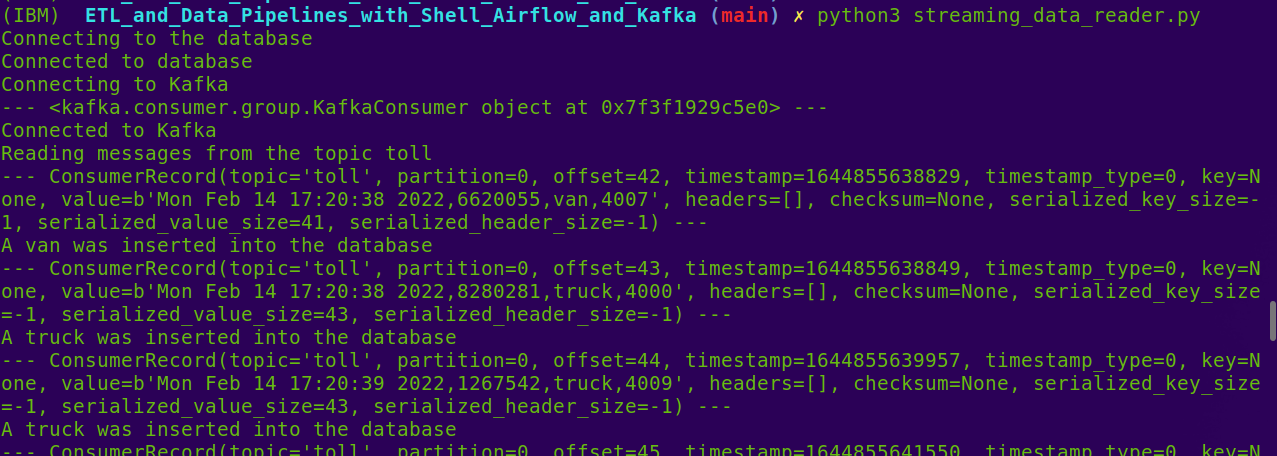 (IBM)  ETL_and_Data_Pipelines_with_Shell_Airflow_and_Kafka (main) ✗ python3 streaming_data_reader.py
Connecting to the database
Connected to database
Connecting to Kafka
--- <kafka.consumer.group.KafkaConsumer object at 0x7f3f1929c5e0> ---
Connected to Kafka
Reading messages from the topic toll
--- ConsumerRecord(topic='toll', partition=0, offset=42, timestamp=1644855638829, timestamp_type=0, key=N
one, value=b'Mon Feb 14 17:20:38 2022,6620055,van,4007', headers=[], checksum=None, serialized_key_size=-
1, serialized_value_size=41, serialized_header_size=-1) ---
A van was inserted into the database
--- ConsumerRecord(topic='toll', partition=0, offset=43, timestamp=1644855638849, timestamp_type=0, key=N
one, value=b'Mon Feb 14 17:20:38 2022,8280281,truck,4000', headers=[], checksum=None, serialized_key_size
=-1, serialized_value_size=43, serialized_header_size=-1) ---
A truck was inserted into the database
--- ConsumerRecord(topic='toll', partition=0, offset=44, timestamp=1644855639957, timestamp_type=0, key=N
one, value=b'Mon Feb 14 17:20:39 2022,1267542,truck,4009', headers=[], checksum=None, serialized_key_size
=-1, serialized_value_size=43, serialized_header_size=-1) ---
A truck was inserted into the database
--- ConsumerRecord(topic='toll', partition=0, offset=45, timestamp=1644855641550, timestamp_type=0, key=N